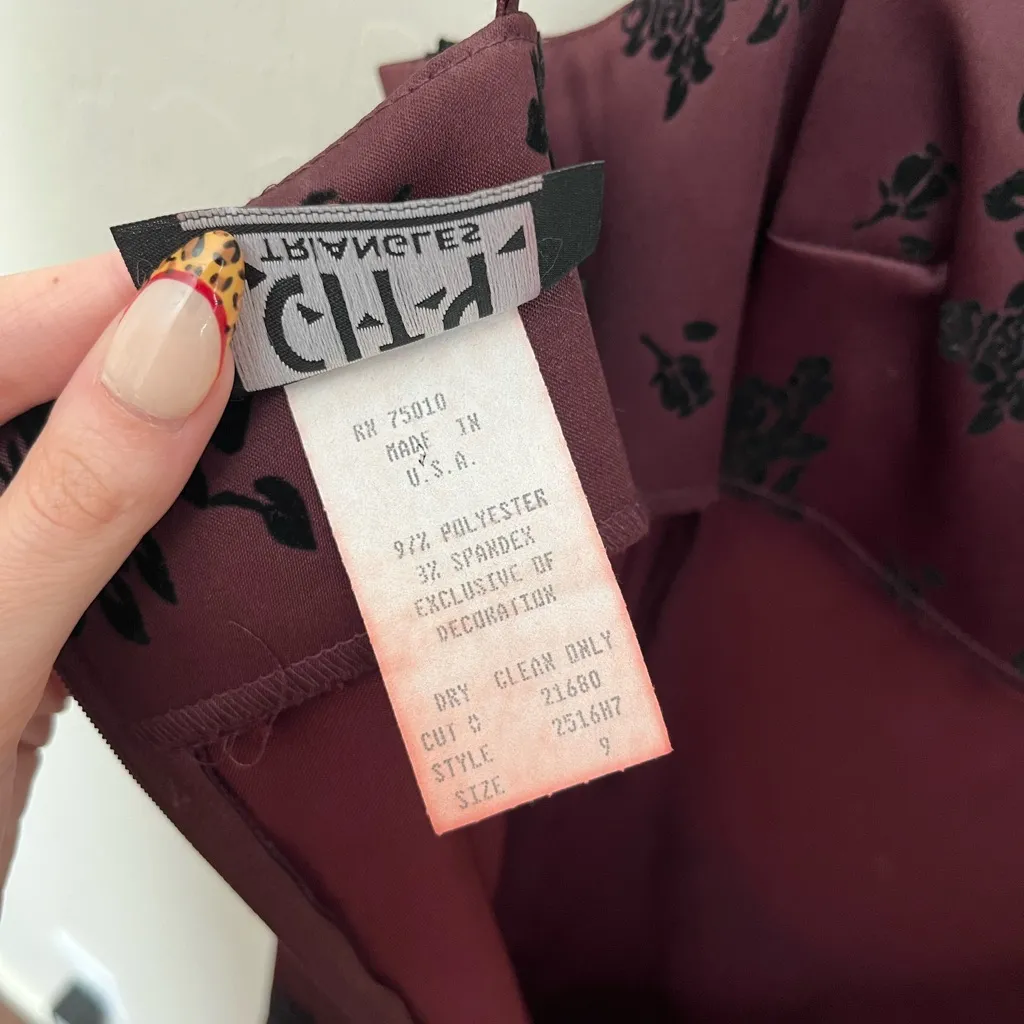 CITY
TRIANGLES
RN 75010
MADE IN
U.S.A.
97% POLYESTER
3% SPANDEX
EXCLUSIVE OF
DECORATION
DRY CLEAN ONLY
CUT # 21680
STYLE 2516H7
SIZE 9